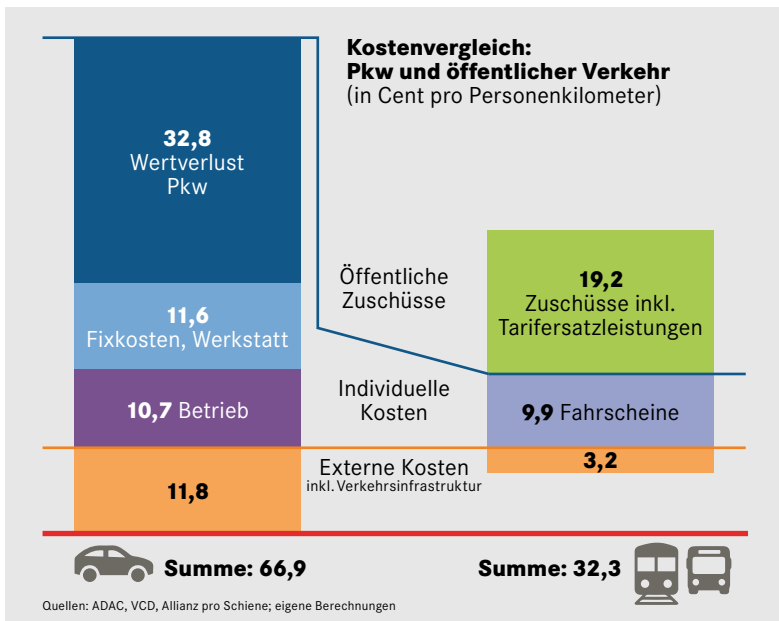 Kostenvergleich:
Pkw und öffentlicher Verkehr
(in Cent pro Personenkilometer)
32,8
Wertverlust
Pkw
11,6
Fixkosten, Werkstatt
10,7 Betrieb
11,8
Öffentliche
Zuschüsse
Individuelle
Kosten
Externe Kosten
inkl. Verkehrsinfrastruktur
19,2
Zuschüsse inkl.
Tarifersatzleistungen
9,9 Fahrscheine
3,2
Summe: 66,9
Summe: 32,3
Quellen: ADAC, VCD, Allianz pro Schiene; eigene Berechnungen